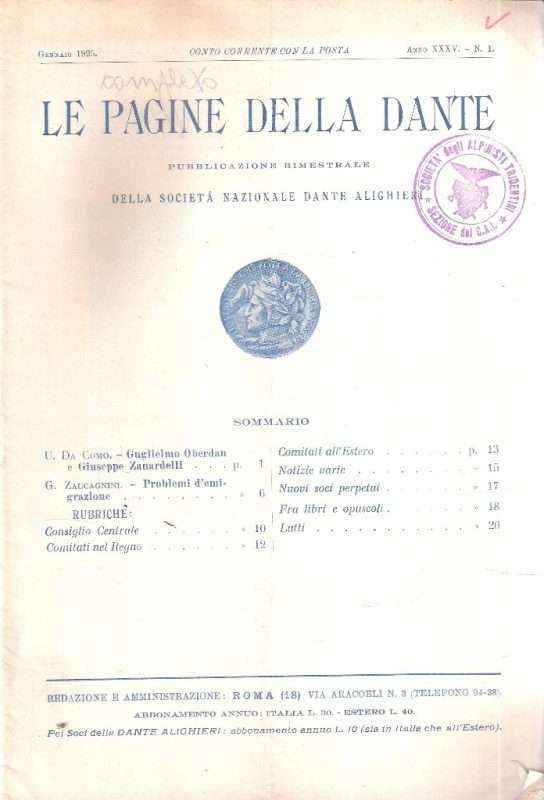 Gennaio 1925.
CONTO CORRENTE CON LA POSTA
Anno XXXV. - N. 1.
completo
LE PAGINE DELLA DANTE
PUBBLICAZIONE BIMESTRALE
DELLA SOCIETÁ NAZIONALE DANTE ALIGHIERI
SOCIETA' degli ALPINISTI TRIDENTINI
SEZIONE del C.A.I.
SOMMARIO
U. Da Como. - Guglielmo Oberdan
e Giuseppe Zanardelli . . . p. 1
G. Zaccagnini. - Problemi d'emi-
grazione . . . . . . . . » 6
RUBRICHE:
Consiglio Centrale . . . . . . » 10
Comitati nel Regno . . . . . . » 12
Comitati all'Estero . . . . . . p. 13
Notizie varie . . . . . . . . » 15
Nuovi soci perpetui . . . . . . » 17
Fra libri e opuscoli . . . . . . » 18
Lutti . . . . . . . . . . . » 20
REDAZIONE E AMMINISTRAZIONE: ROMA (18) VIA ARACOELI N. 3 (TELEFONO 94-38).
ABBONAMENTO ANNUO: ITALIA L. 30. - ESTERO L. 40.
Pei Soci della DANTE ALIGHIERI: abbonamento annuo L. 10 (sia in Italia che all'Estero).